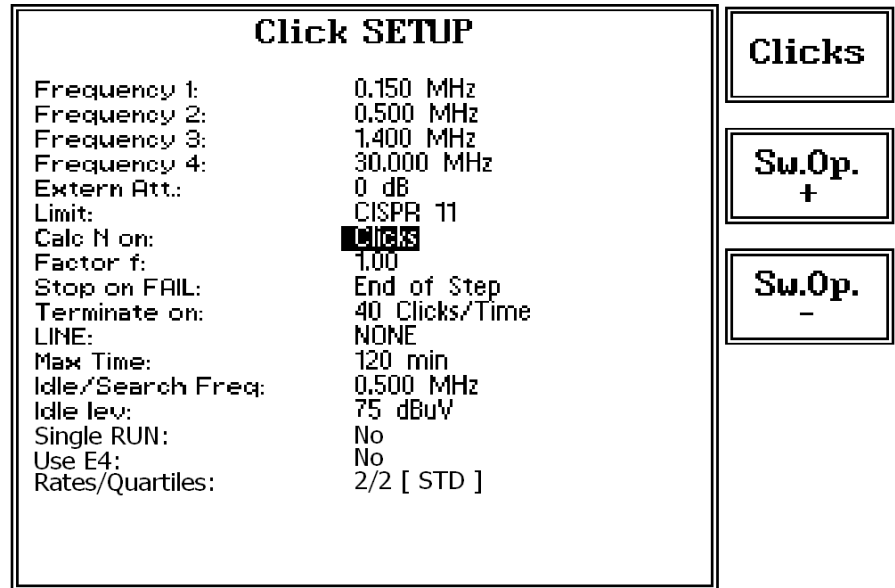 Click SETUP
Frequency 1: 0.150 MHz
Frequency 2: 0.500 MHz
Frequency 3: 1.400 MHz
Frequency 4: 30.000 MHz
Extern Att.: 0 dB
Limit: CISPR 11
Calc N on: Clicks
Factor f: 1.00
Stop on FAIL: End of Step
Terminate on: 40 Clicks/Time
LINE: NONE
Max Time: 120 min
Idle/Search Freq: 0.500 MHz
Idle lev: 75 dBuV
Single RUN: No
Use E4: No
Rates/Quartiles: 2/2 [ STD ]
Clicks
Sw.Op.
+
Sw.Op.
-